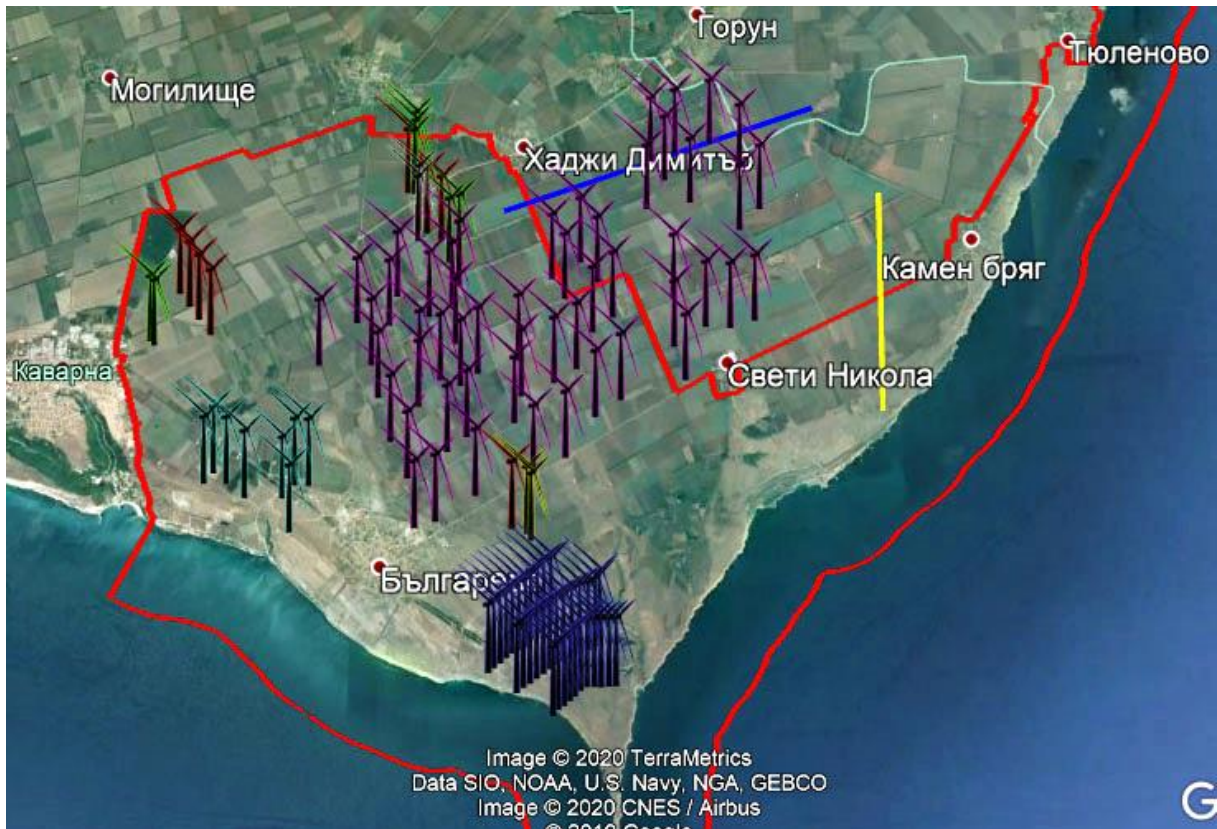 Горун
Тюленово
Могилище
Хаджи Димитър
Камен бряг
Каварна
Свети Никола
Image © 2020 TerraMetrics
Data SIO, NOAA, U.S. Navy, NGA, GEBCO
Image © 2020 CNES / Airbus
G